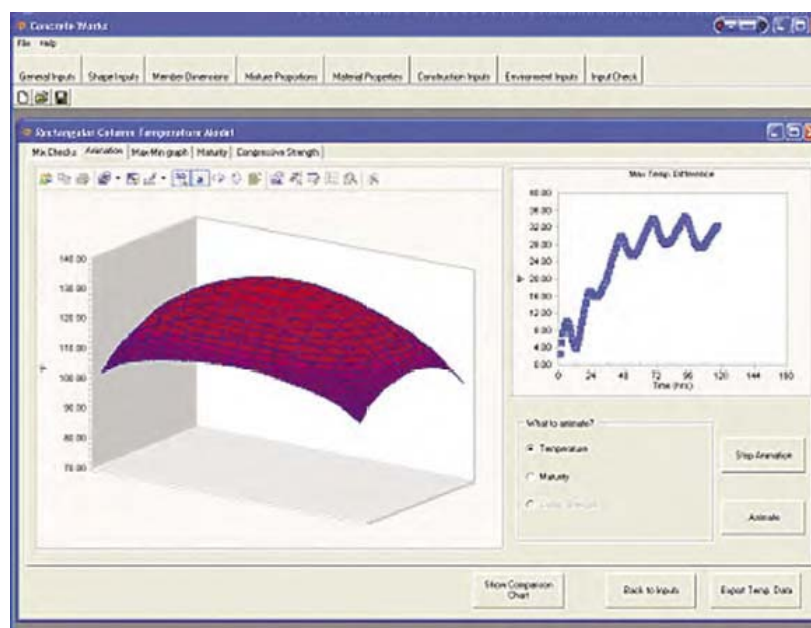 Concrete Works
File Help
General Inputs Shape Inputs Member Dimensions Mixture Proportions Material Properties Construction Inputs Environment Inputs Input Check
Rectangular Column Temperature Model
Mix Checks Animation Max-Min graph Maturity Compressive Strength
140.00
130.00
120.00
110.00
100.00
90.00
80.00
70.00
°F
Max Temp. Difference
40.00
36.00
32.00
28.00
24.00
20.00
16.00
12.00
8.00
4.00
0.00
°F
0 24 48 72 96 120 144 168
Time (hrs)
What to animate?
Temperature
Maturity
Stop Animation
Animate
Show Comparison
Chart
Back to Inputs
Export Temp. Data